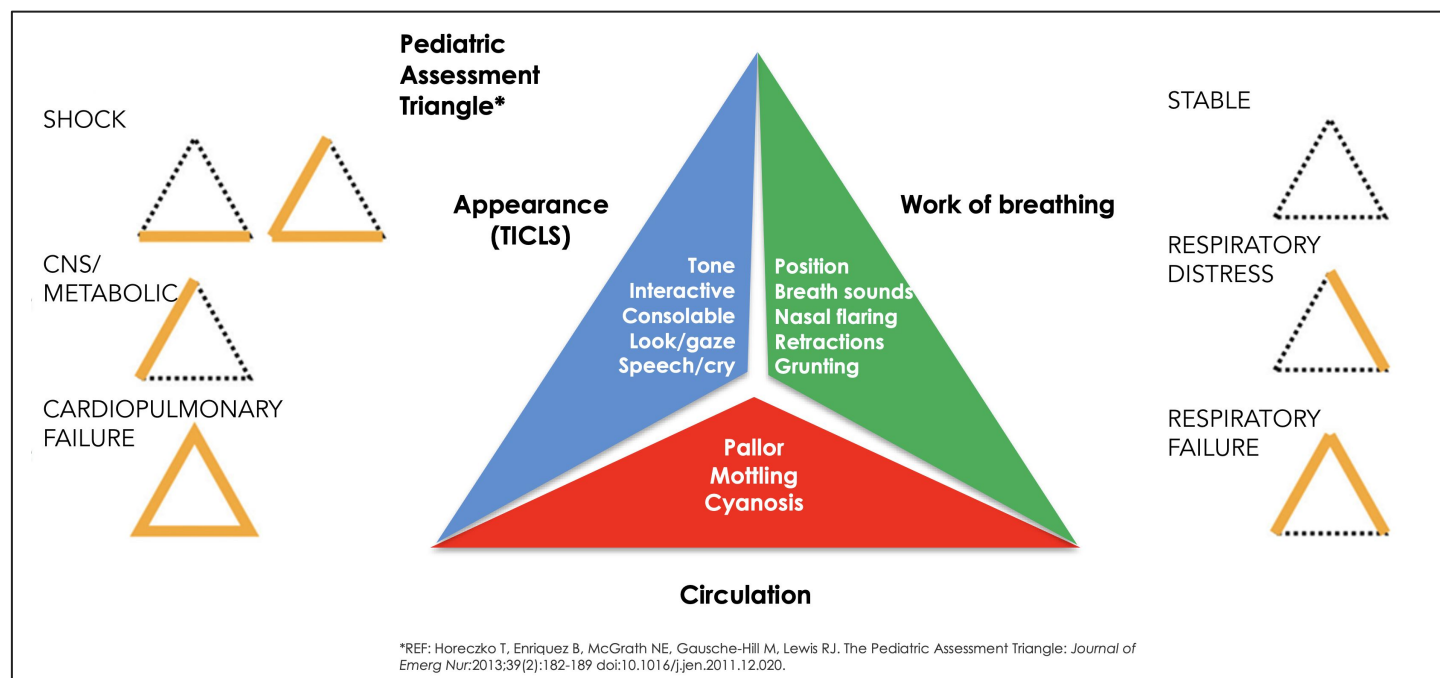 Pediatric
Assessment
Triangle*
SHOCK
CNS/
METABOLIC
CARDIOPULMONARY
FAILURE
Appearance
(TICLS)
Tone
Interactive
Consolable
Look/gaze
Speech/cry
Work of breathing
Position
Breath sounds
Nasal flaring
Retractions
Grunting
Pallor
Mottling
Cyanosis
Circulation
STABLE
RESPIRATORY
DISTRESS
RESPIRATORY
FAILURE
*REF: Horeczko T, Enriquez B, McGrath NE, Gausche-Hill M, Lewis RJ. The Pediatric Assessment Triangle: Journal of
Emerg Nur:2013;39(2):182-189 doi:10.1016/j.jen.2011.12.020.